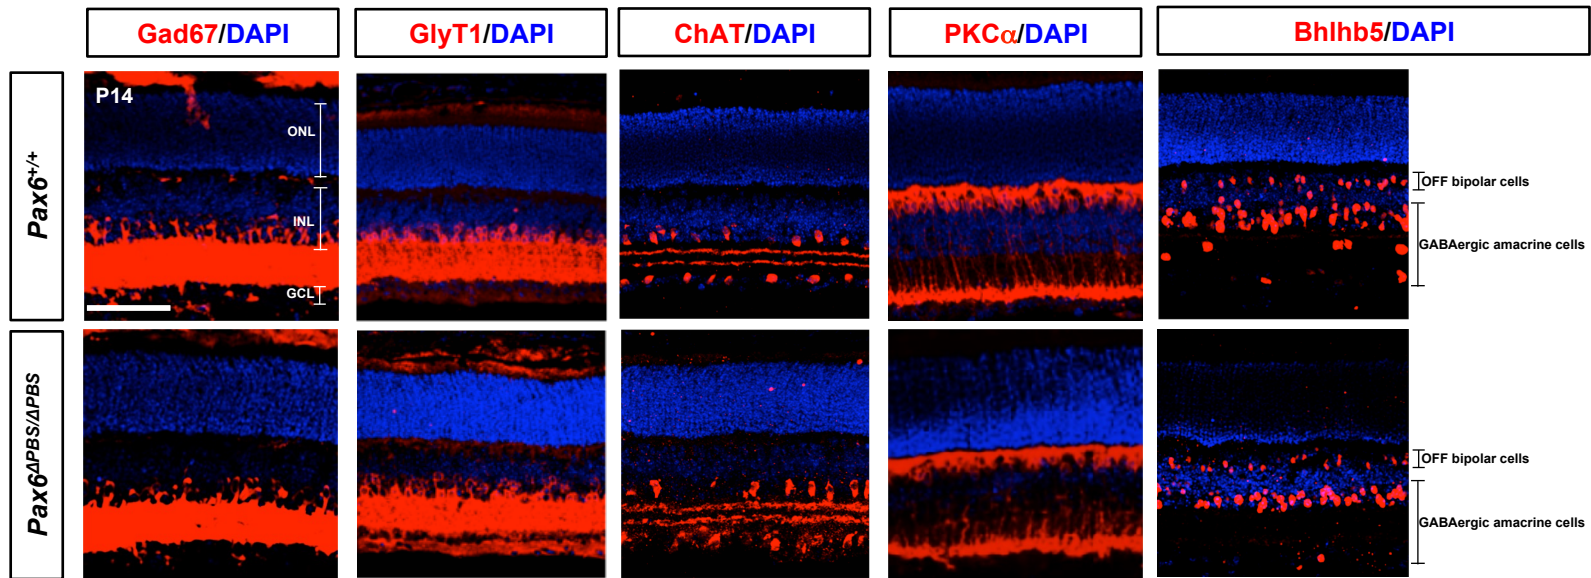 Gad67/DAPI
GlyT1/DAPI
ChAT/DAPI
PKCα/DAPI
Bhlhb5/DAPI
Pax6+/+
P14
ONL
INL
GCL
OFF bipolar cells
GABAergic amacrine cells
Pax6ΔPBS/ΔPBS
OFF bipolar cells
GABAergic amacrine cells